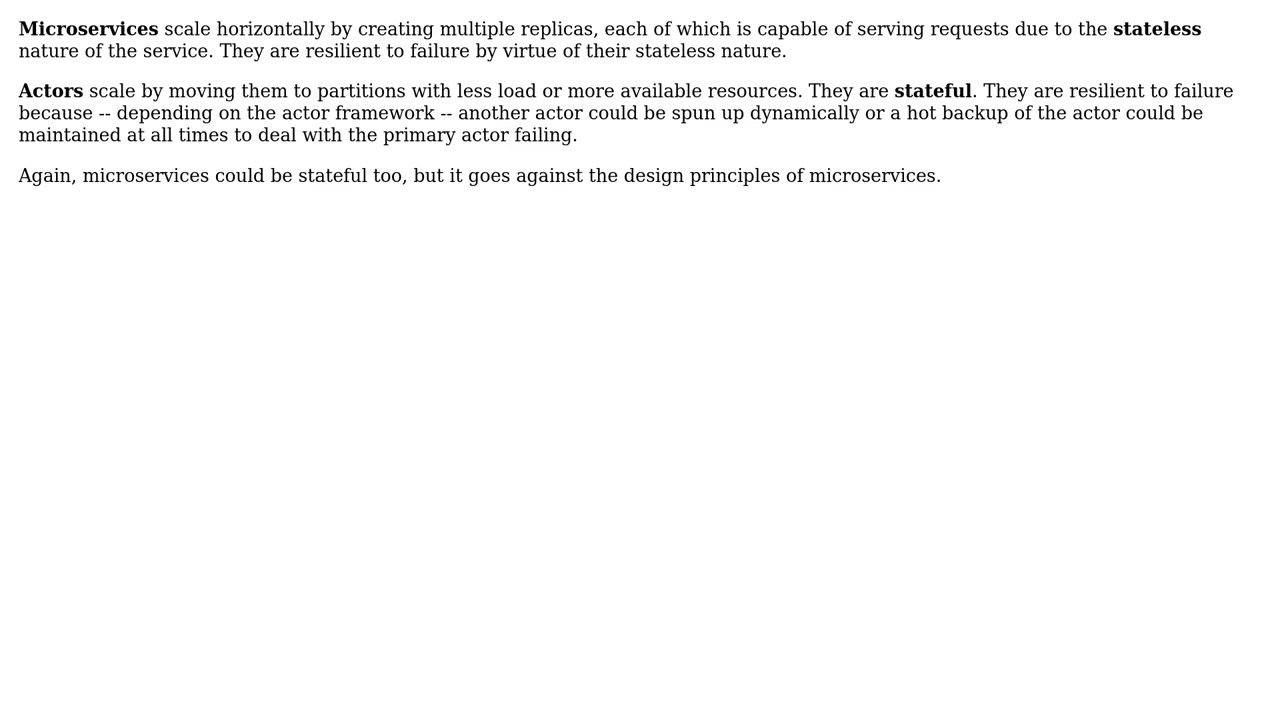 Microservices scale horizontally by creating multiple replicas, each of which is capable of serving requests due to the stateless
nature of the service. They are resilient to failure by virtue of their stateless nature.
Actors scale by moving them to partitions with less load or more available resources. They are stateful. They are resilient to failure
because -- depending on the actor framework -- another actor could be spun up dynamically or a hot backup of the actor could be
maintained at all times to deal with the primary actor failing.
Again, microservices could be stateful too, but it goes against the design principles of microservices.